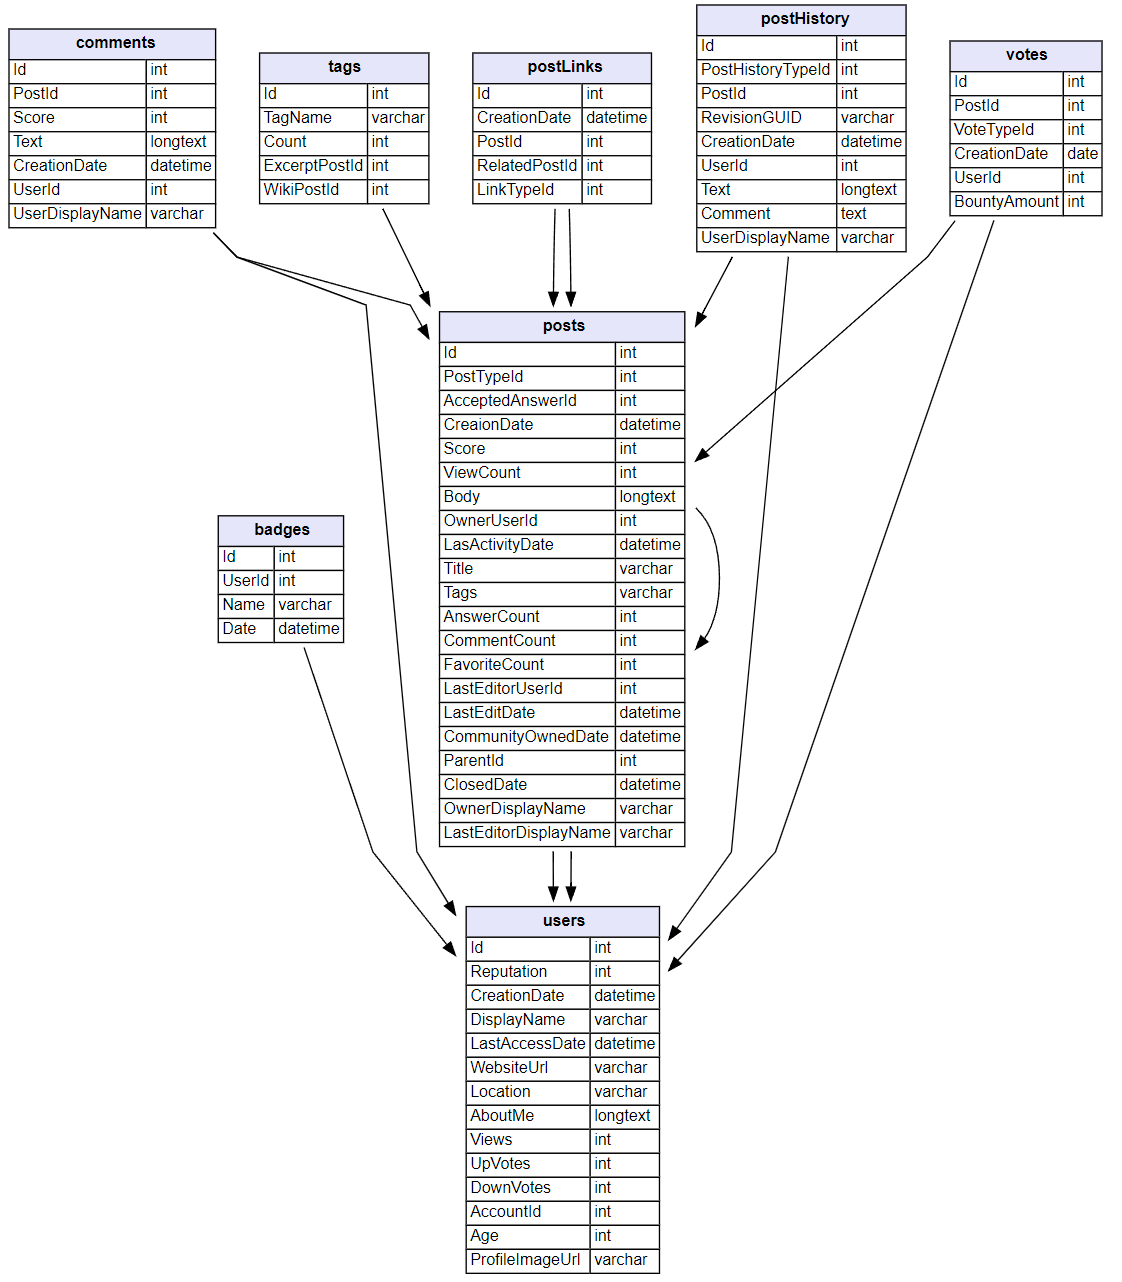 comments
Id int
PostId int
Score int
Text longtext
CreationDate datetime
UserId int
UserDisplayName varchar
tags
Id int
TagName varchar
Count int
ExcerptPostId int
WikiPostId int
postLinks
Id int
CreationDate datetime
PostId int
RelatedPostId int
LinkTypeId int
postHistory
Id int
PostHistoryTypeId int
PostId int
RevisionGUID varchar
CreationDate datetime
UserId int
Text longtext
Comment text
UserDisplayName varchar
votes
Id int
PostId int
VoteTypeId int
CreationDate date
UserId int
BountyAmount int
posts
Id int
PostTypeId int
AcceptedAnswerId int
CreaionDate datetime
Score int
ViewCount int
Body longtext
OwnerUserId int
LasActivityDate datetime
Title varchar
Tags varchar
AnswerCount int
CommentCount int
FavoriteCount int
LastEditorUserId int
LastEditDate datetime
CommunityOwnedDate datetime
ParentId int
ClosedDate datetime
OwnerDisplayName varchar
LastEditorDisplayName varchar
badges
Id int
UserId int
Name varchar
Date datetime
users
Id int
Reputation int
CreationDate datetime
DisplayName varchar
LastAccessDate datetime
WebsiteUrl varchar
Location varchar
AboutMe longtext
Views int
UpVotes int
DownVotes int
AccountId int
Age int
ProfileImageUrl varchar